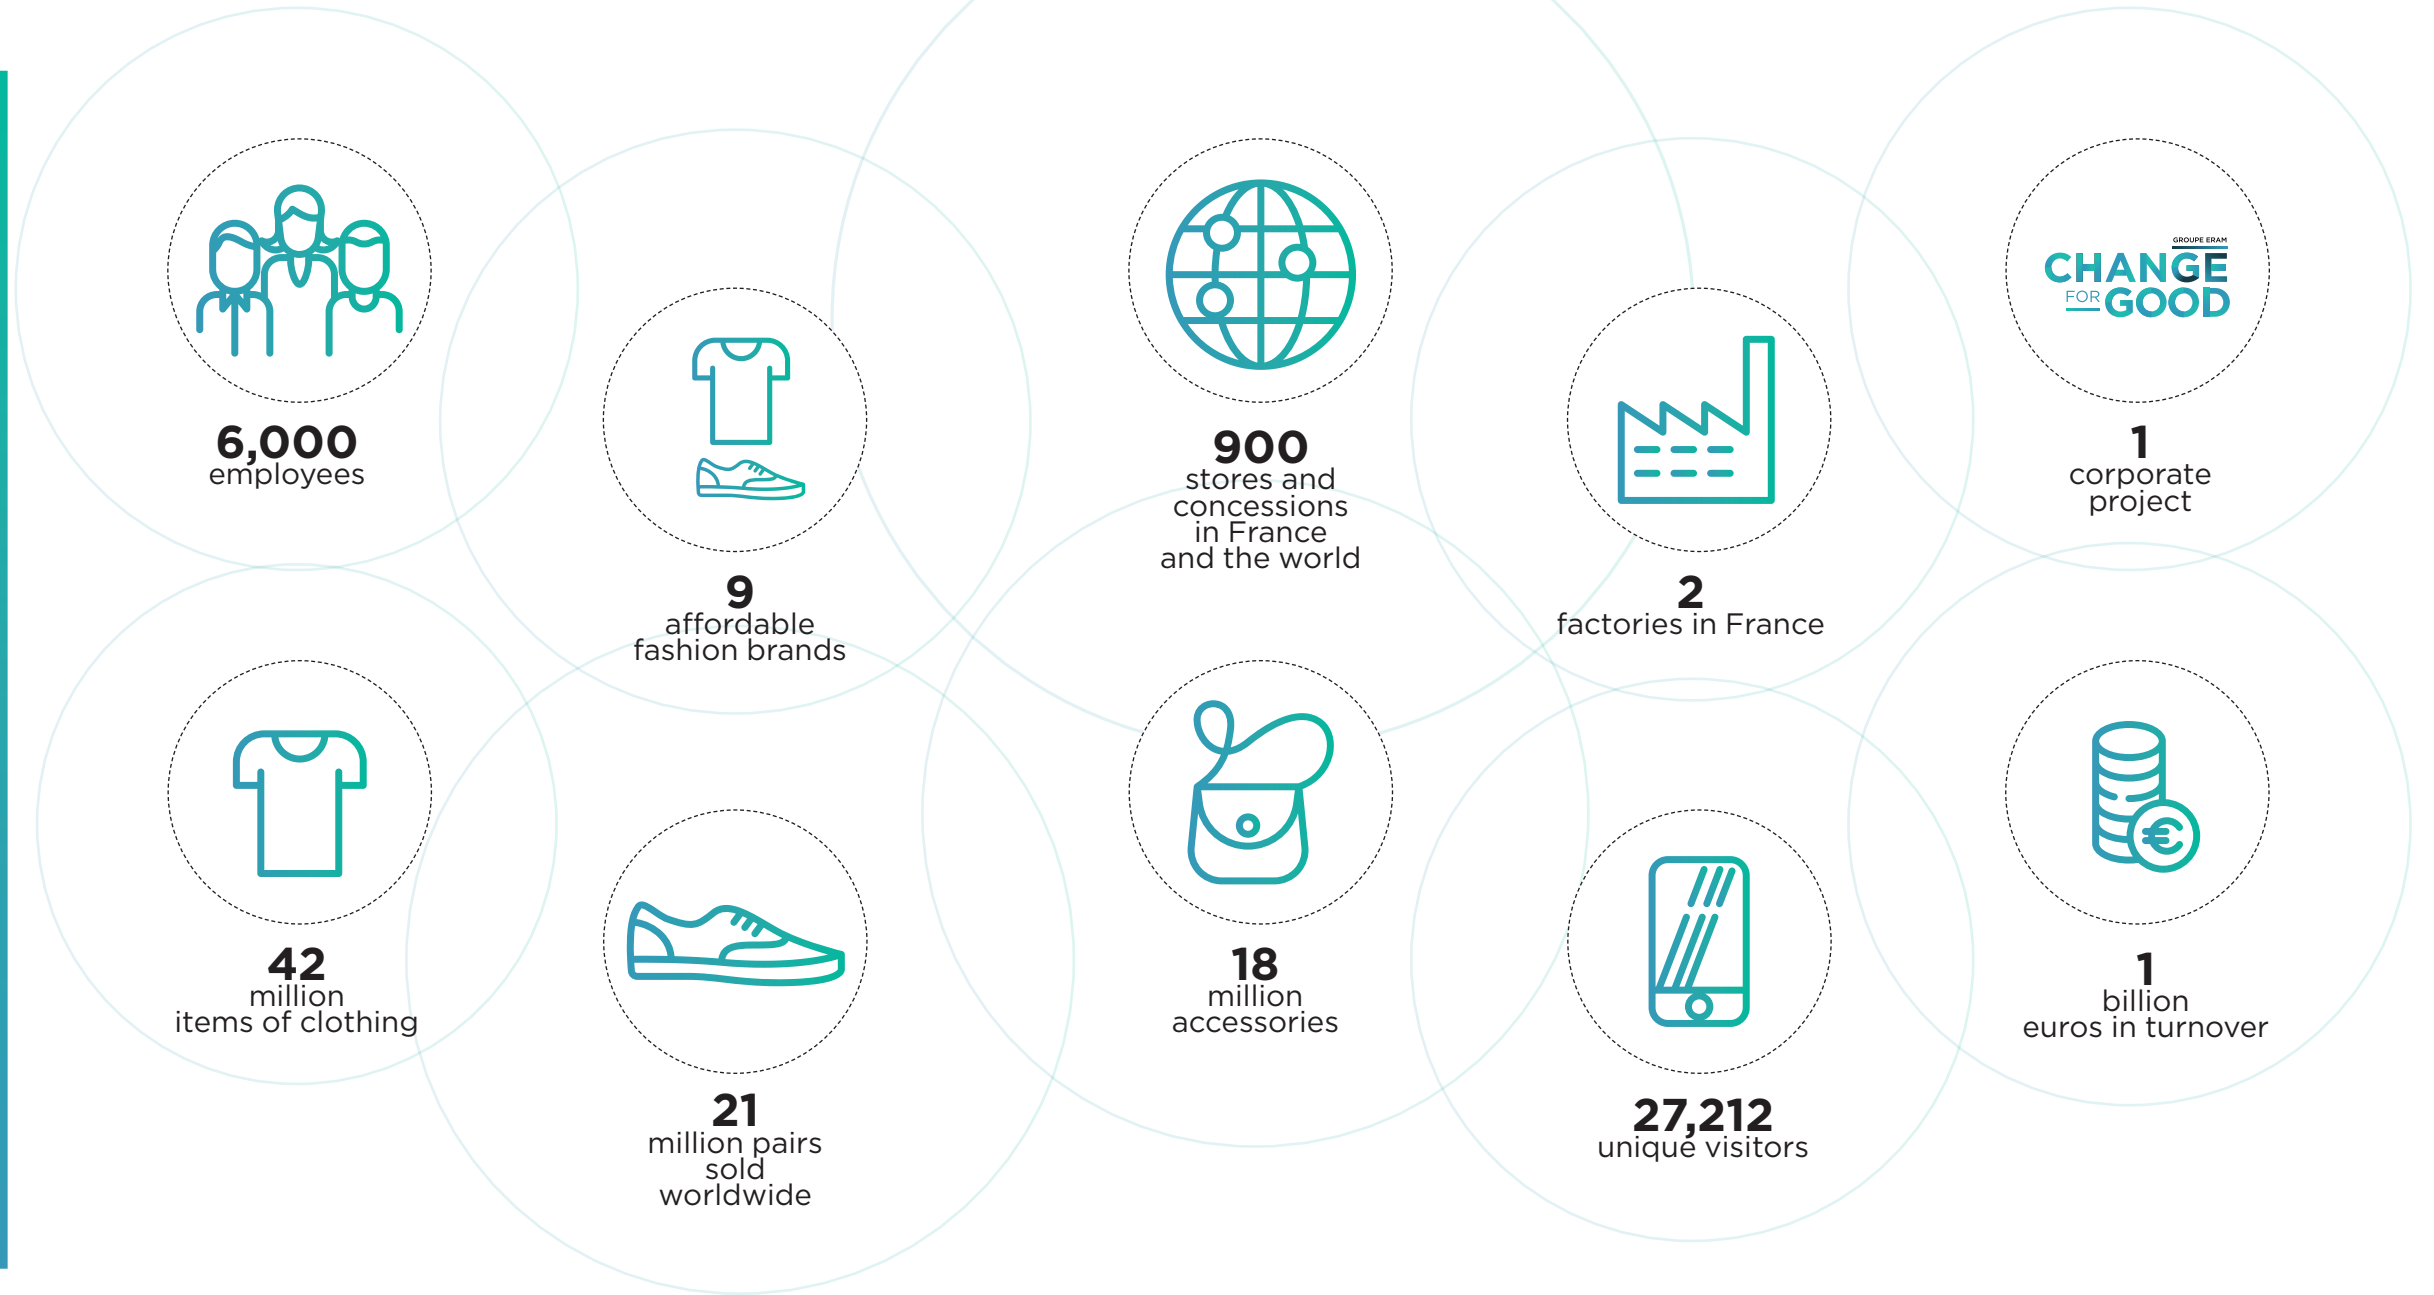 6,000
employees
9
affordable
fashion brands
900
stores and
concessions
in France
and the world
2
factories in France
GROUPE ERAM
CHANGE
FOR GOOD
1
corporate
project
42
million
items of clothing
21
million pairs
sold
worldwide
18
million
accessories
27,212
unique visitors
€
1
billion
euros in turnover